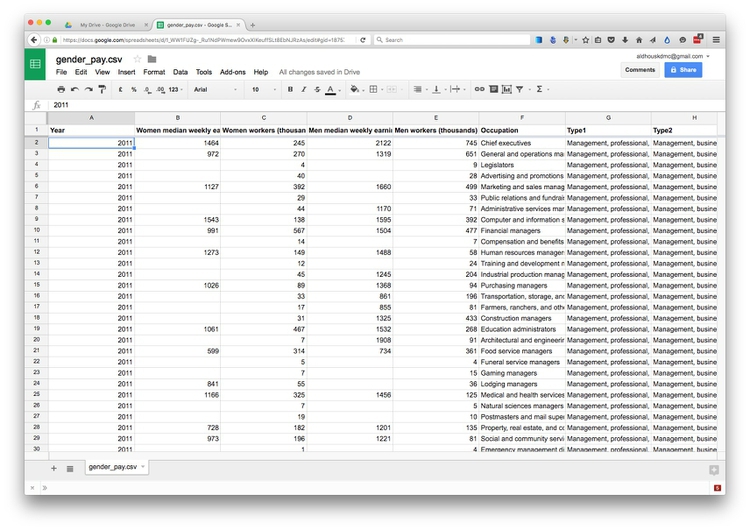 My Drive - Google Drive
gender_pay.csv - Google S...
Search
gender_pay.csv
aldhouskdmc@gmail.com
File Edit View Insert Format Data Tools Add-ons Help All changes saved in Drive
Comments Share
£ % .0 .00 123 Arial 10 B I S A
fx 2011
A B C D E F G H
1 Year Women median weekly ea Women workers (thousan Men median weekly earni Men workers (thousands) Occupation Type1 Type2
2 2011 1464 245 2122 745 Chief executives Management, professional, Management, busine
3 2011 972 270 1319 651 General and operations ma Management, professional, Management, busine
4 2011 4 9 Legislators Management, professional, Management, busine
5 2011 40 28 Advertising and promotions Management, professional, Management, busine
6 2011 1127 392 1660 499 Marketing and sales manag Management, professional, Management, busine
7 2011 29 33 Public relations and fundrai Management, professional, Management, busine
8 2011 44 1170 71 Administrative services mar Management, professional, Management, busine
9 2011 1543 138 1595 392 Computer and information s Management, professional, Management, busine
10 2011 991 567 1504 477 Financial managers Management, professional, Management, busine
11 2011 14 7 Compensation and benefits Management, professional, Management, busine
12 2011 1273 149 1488 58 Human resources manager Management, professional, Management, busine
13 2011 12 24 Training and development n Management, professional, Management, busine
14 2011 45 1245 204 Industrial production manag Management, professional, Management, busine
15 2011 1026 89 1368 94 Purchasing managers Management, professional, Management, busine
16 2011 33 861 196 Transportation, storage, an Management, professional, Management, busine
17 2011 17 855 81 Farmers, ranchers, and oth Management, professional, Management, busine
18 2011 31 1325 433 Construction managers Management, professional, Management, busine
19 2011 1061 467 1532 268 Education administrators Management, professional, Management, busine
20 2011 7 1908 91 Architectural and engineerin Management, professional, Management, busine
21 2011 599 314 734 361 Food service managers Management, professional, Management, busine
22 2011 5 4 Funeral service managers Management, professional, Management, busine
23 2011 7 15 Gaming managers Management, professional, Management, busine
24 2011 841 55 36 Lodging managers Management, professional, Management, busine
25 2011 1166 325 1456 125 Medical and health services Management, professional, Management, busine
26 2011 7 5 Natural sciences managers Management, professional, Management, busine
27 2011 19 10 Postmasters and mail supe Management, professional, Management, busine
28 2011 728 182 1201 135 Property, real estate, and co Management, professional, Management, busine
29 2011 973 196 1221 81 Social and community servi Management, professional, Management, busine
30 2011 1 4 Emergency management di Management, professional, Management, busine
gender_pay.csv